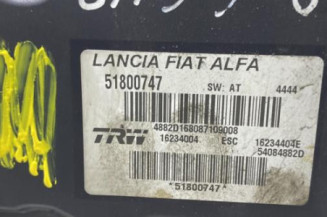 LANCIA FIAT ALFA
51800747 SW: AT 4444
4882D168087109008
TRW 16234004 ESC 16234404E
54084882D
*51800747*